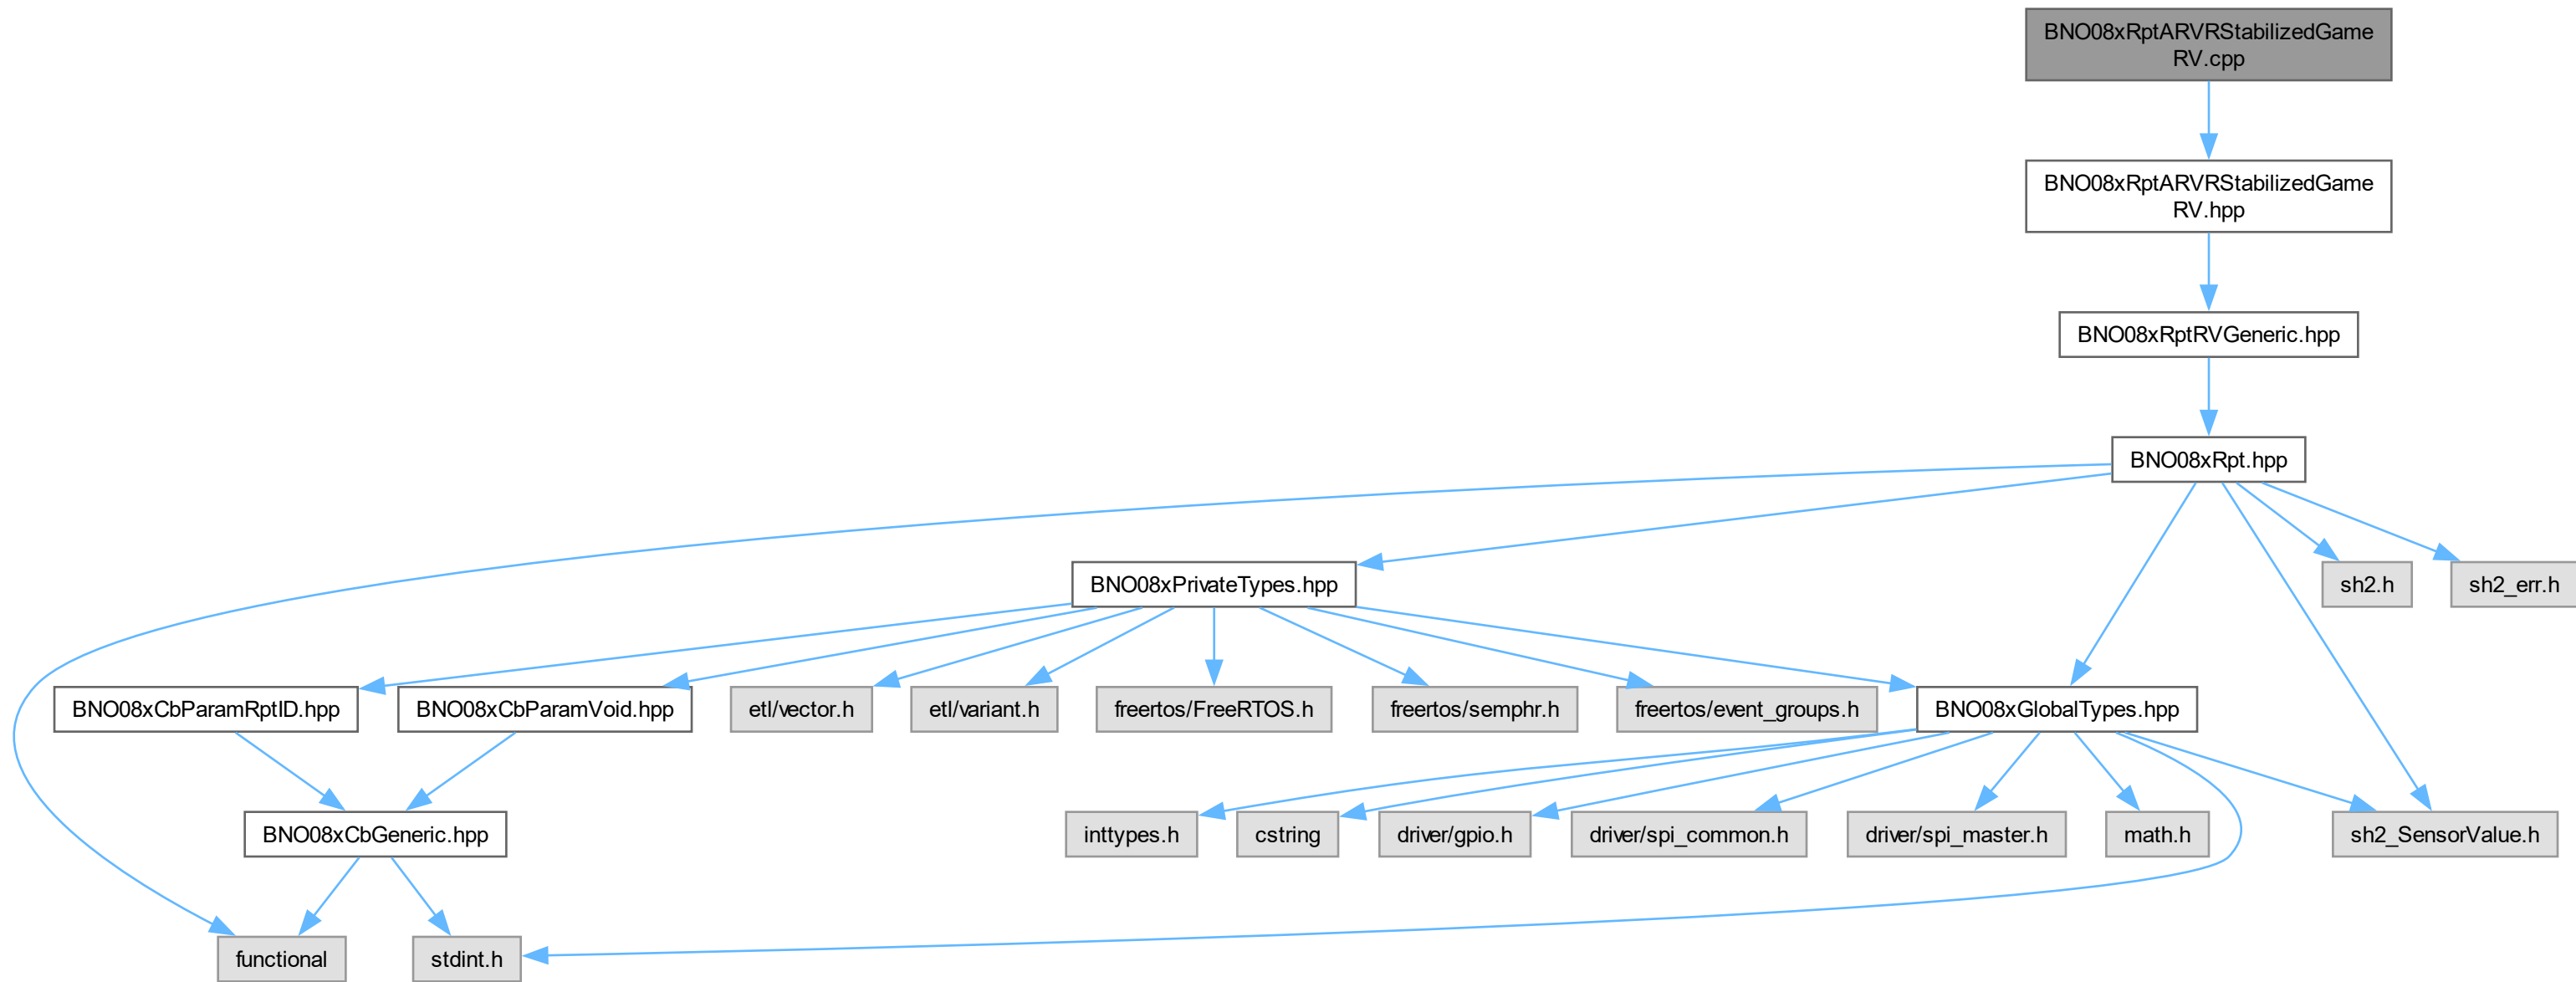 BNO08xRptARVRStabilizedGame
RV.cpp
BNO08xRptARVRStabilizedGame
RV.hpp
BNO08xRptRVGeneric.hpp
BNO08xRpt.hpp
BNO08xPrivateTypes.hpp
sh2.h
sh2_err.h
BNO08xCbParamRptID.hpp
BNO08xCbParamVoid.hpp
etl/vector.h
etl/variant.h
freertos/FreeRTOS.h
freertos/semphr.h
freertos/event_groups.h
BNO08xGlobalTypes.hpp
BNO08xCbGeneric.hpp
inttypes.h
cstring
driver/gpio.h
driver/spi_common.h
driver/spi_master.h
math.h
sh2_SensorValue.h
functional
stdint.h